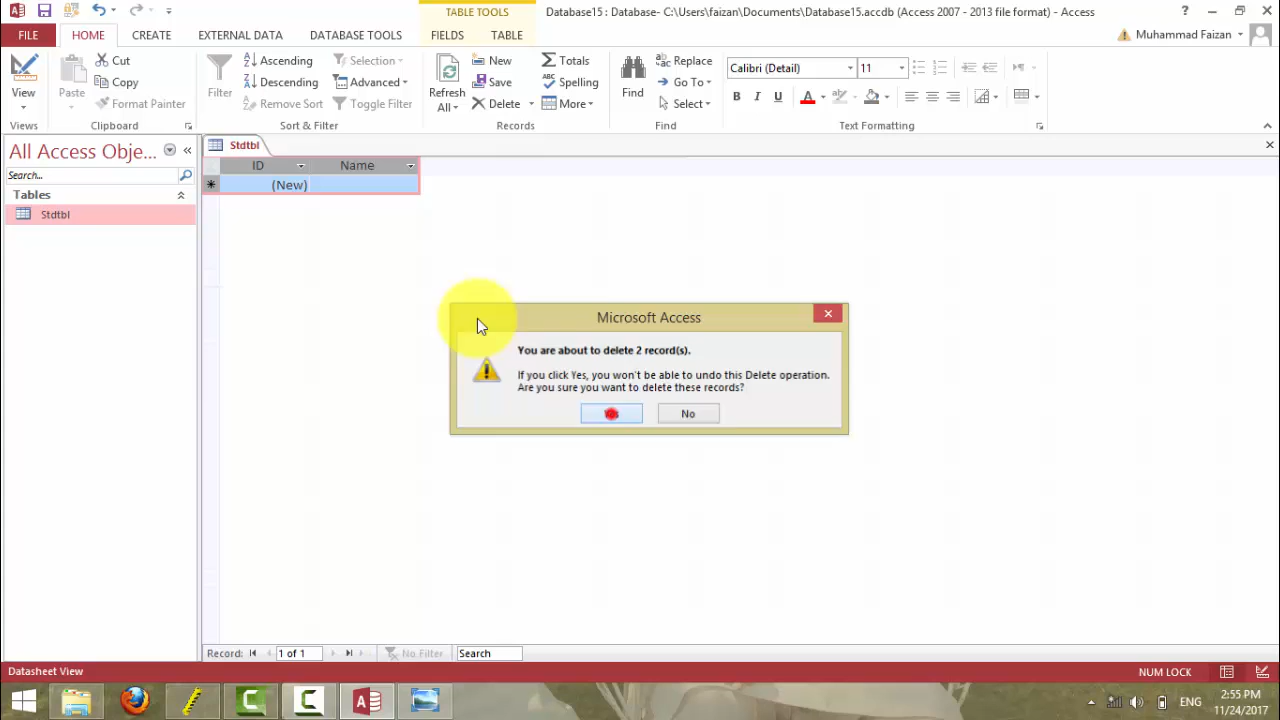 TABLE TOOLS
Database15 : Database- C:\Users\faizan\Documents\Database15.accdb (Access 2007 - 2013 file format) - Access
?
FILE HOME CREATE EXTERNAL DATA DATABASE TOOLS FIELDS TABLE Muhammad Faizan
View
Views
Paste
Cut
Copy
Format Painter
Clipboard
Filter
Ascending
Descending
Remove Sort
Selection
Advanced
Toggle Filter
Sort & Filter
Refresh
All
New
Save
Delete
Totals
Spelling
More
Records
Find
Replace
Go To
Select
Find
Calibri (Detail) 11
B I U A
Text Formatting
All Access Obje...
Search...
Tables
Stdtbl
Stdtbl
ID Name
(New)
Microsoft Access
You are about to delete 2 record(s).
If you click Yes, you won't be able to undo this Delete operation.
Are you sure you want to delete these records?
No
Record: 1 of 1 No Filter Search
Datasheet View NUM LOCK
ENG
2:55 PM
11/24/2017